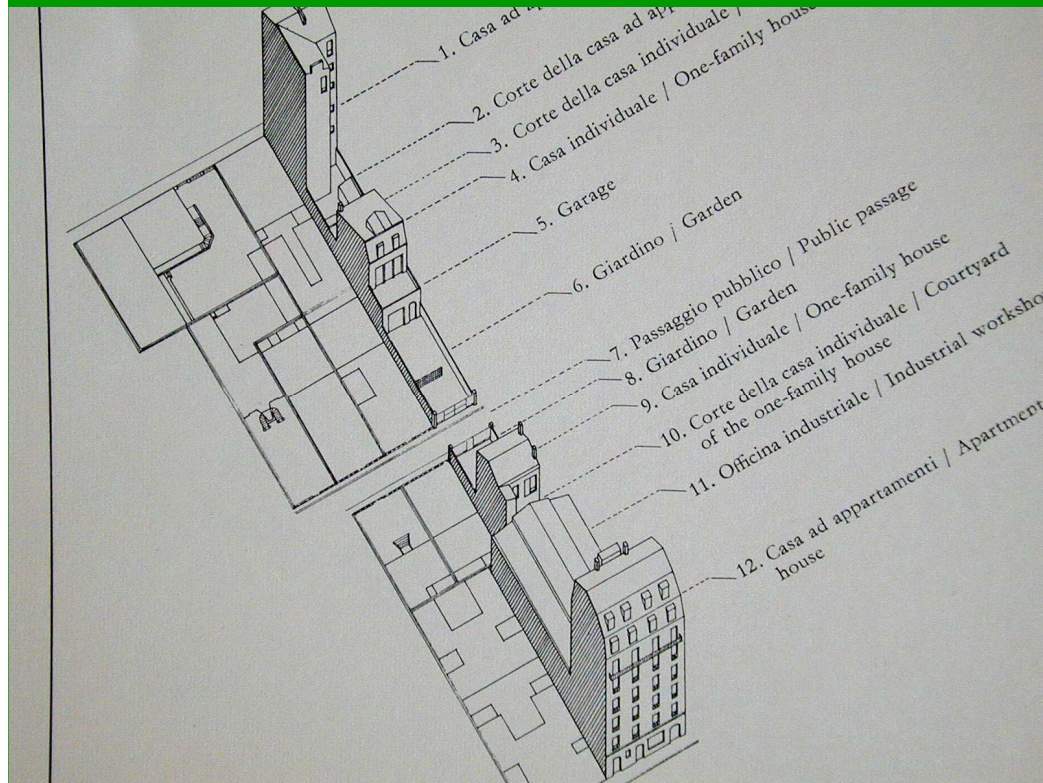 1. Casa ad
2. Corte della casa ad
3. Corte della casa individuale /
4. Casa individuale / One-family house
5. Garage
6. Giardino / Garden
7. Passaggio pubblico / Public passage
8. Giardino / Garden
9. Casa individuale / One-family house
10. Corte della casa individuale / Courtyard
of the one-family house
11. Officina industriale / Industrial workshop
12. Casa ad appartamenti / Apartment
house